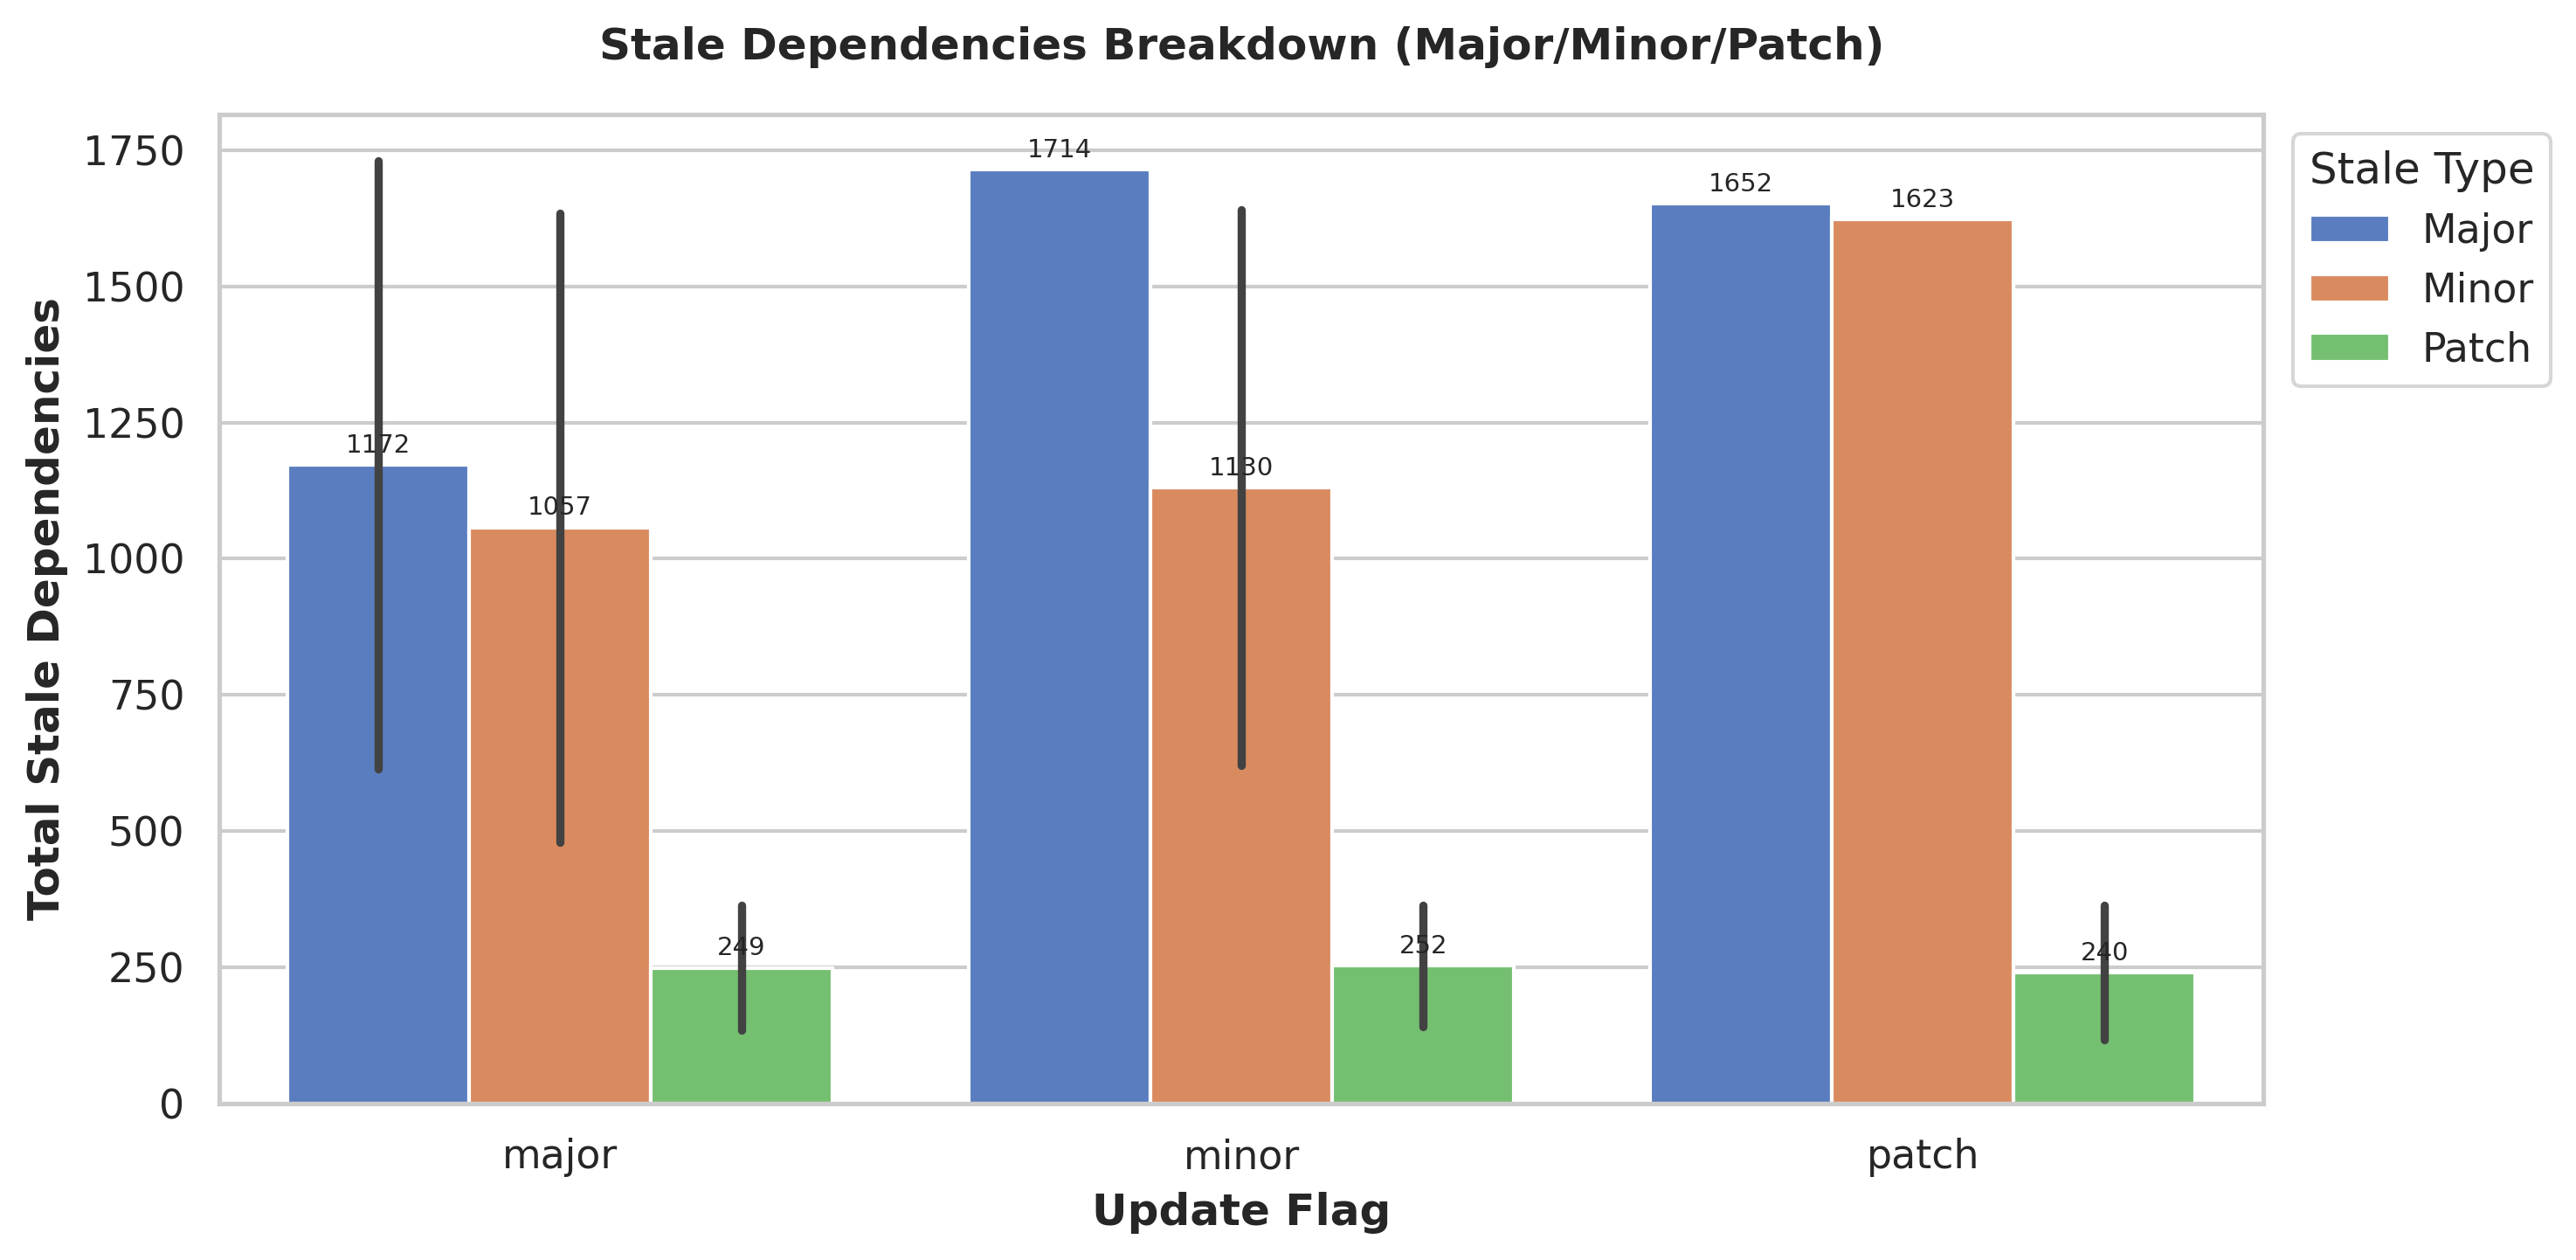 Stale Dependencies Breakdown (Major/Minor/Patch)
Total Stale Dependencies
1750
1500
1250
1000
750
500
250
0
1172
1057
249
1714
1130
252
1652
1623
240
major
minor
patch
Update Flag
Stale Type
Major
Minor
Patch